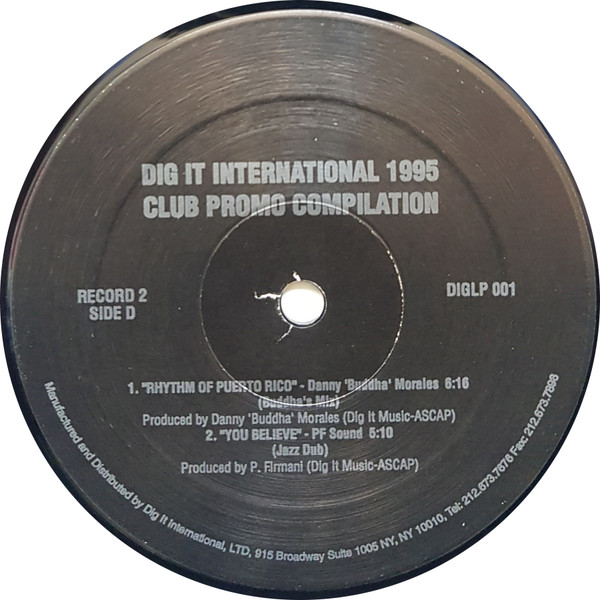 DIG IT INTERNATIONAL 1995
CLUB PROMO COMPILATION
RECORD 2
SIDE D
DIGLP 001
1. "RHYTHM OF PUERTO RICO" - Danny 'Buddha' Morales 6:16
(Buddha's Mix)
Produced by Danny 'Buddha' Morales (Dig It Music-ASCAP)
2. "YOU BELIEVE" - PF Sound 5:10
(Jazz Dub)
Produced by P. Firmani (Dig It Music-ASCAP)
Manufactured and Distributed by Dig It International, LTD, 915 Broadway Suite 1005 NY, NY 10010, Tel: 212.673.7676 Fax: 212.673.7896